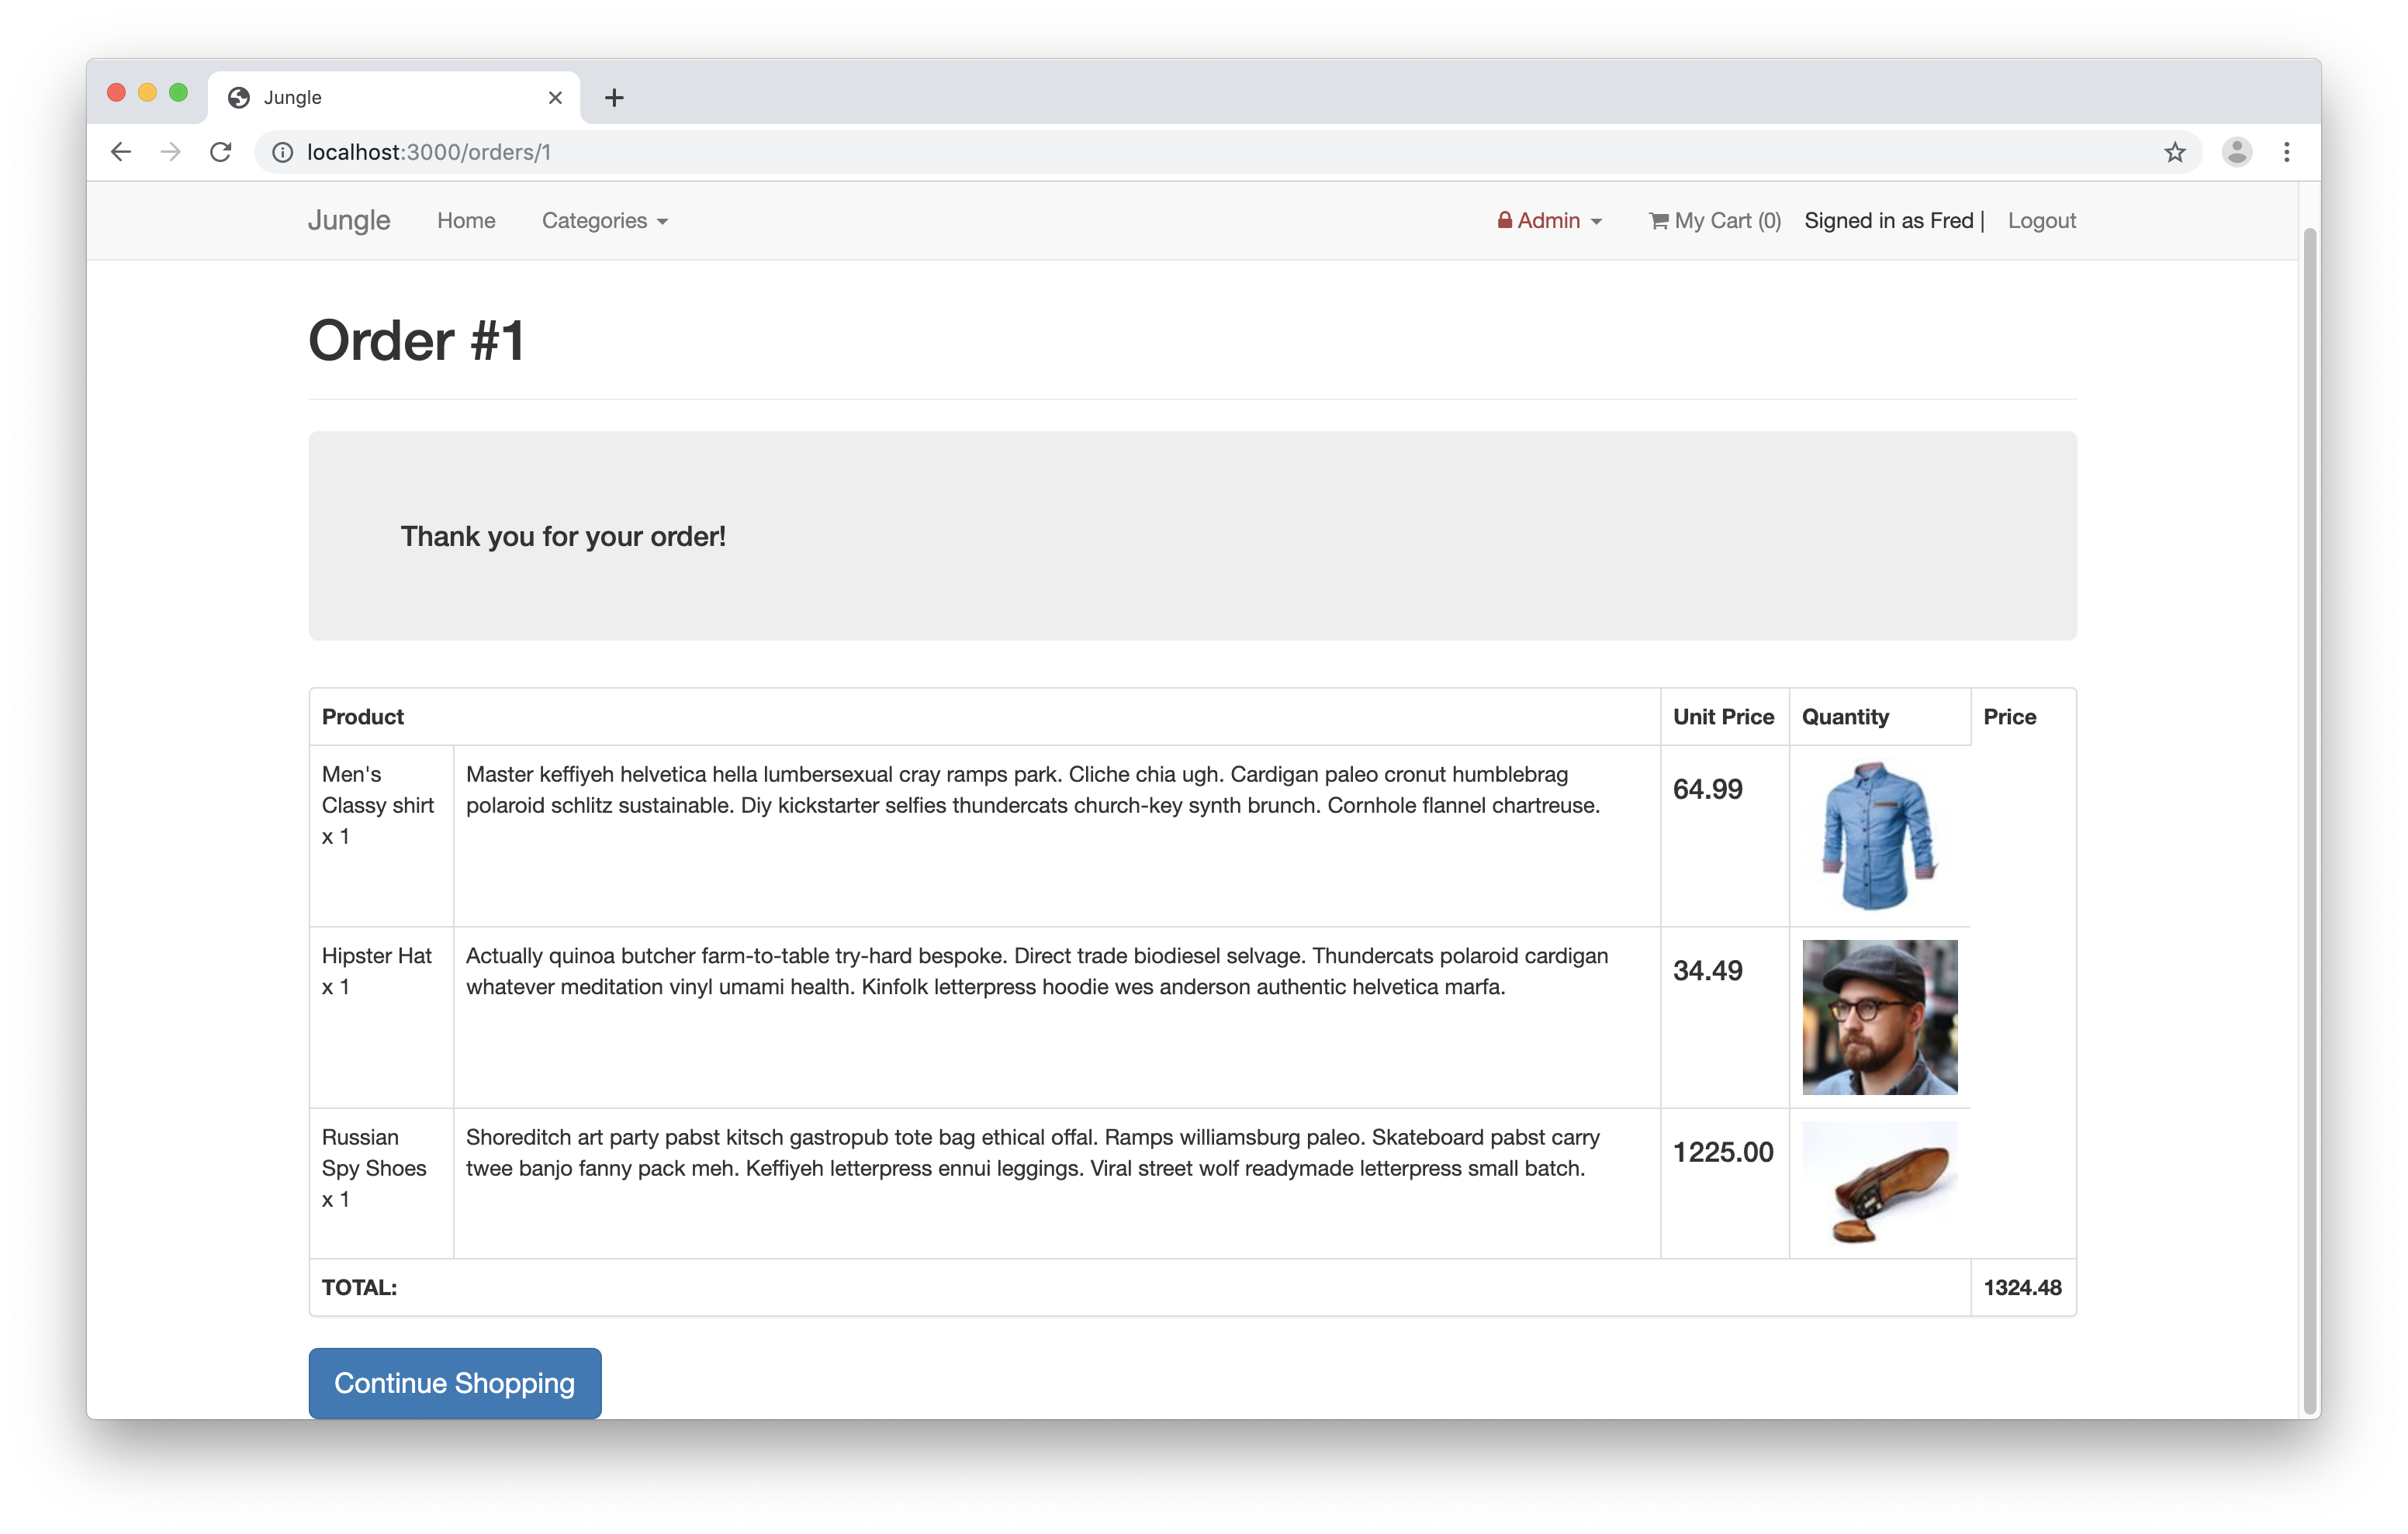 Jungle
localhost:3000/orders/1
Jungle Home Categories Admin My Cart (0) Signed in as Fred | Logout
Order #1
Thank you for your order!
Product Unit Price Quantity Price
Men's
Classy shirt
x 1
Master keffiyeh helvetica hella lumbersexual cray ramps park. Cliche chia ugh. Cardigan paleo cronut humblebrag
polaroid schlitz sustainable. Diy kickstarter selfies thundercats church-key synth brunch. Cornhole flannel chartreuse.
64.99
Hipster Hat
x 1
Actually quinoa butcher farm-to-table try-hard bespoke. Direct trade biodiesel selvage. Thundercats polaroid cardigan
whatever meditation vinyl umami health. Kinfolk letterpress hoodie wes anderson authentic helvetica marfa.
34.49
Russian
Spy Shoes
x 1
Shoreditch art party pabst kitsch gastropub tote bag ethical offal. Ramps williamsburg paleo. Skateboard pabst carry
twee banjo fanny pack meh. Keffiyeh letterpress ennui leggings. Viral street wolf readymade letterpress small batch.
1225.00
TOTAL: 1324.48
Continue Shopping